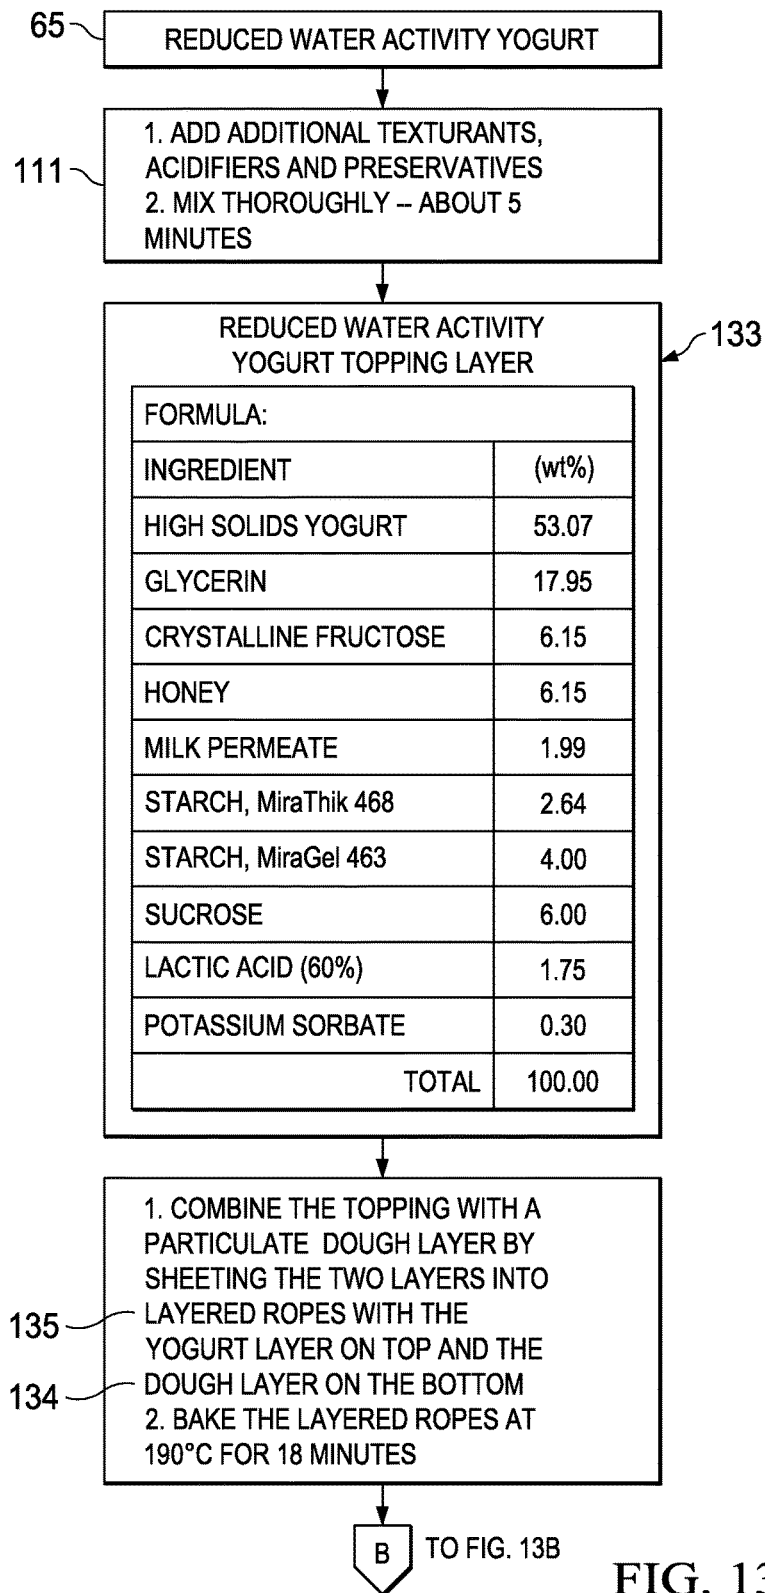 65
REDUCED WATER ACTIVITY YOGURT
111
1. ADD ADDITIONAL TEXTURANTS,
ACIDIFIERS AND PRESERVATIVES
2. MIX THOROUGHLY -- ABOUT 5
MINUTES
REDUCED WATER ACTIVITY
YOGURT TOPPING LAYER
133
FORMULA:
INGREDIENT (wt%)
HIGH SOLIDS YOGURT 53.07
GLYCERIN 17.95
CRYSTALLINE FRUCTOSE 6.15
HONEY 6.15
MILK PERMEATE 1.99
STARCH, MiraThik 468 2.64
STARCH, MiraGel 463 4.00
SUCROSE 6.00
LACTIC ACID (60%) 1.75
POTASSIUM SORBATE 0.30
TOTAL 100.00
1. COMBINE THE TOPPING WITH A
PARTICULATE DOUGH LAYER BY
SHEETING THE TWO LAYERS INTO
135 LAYERED ROPES WITH THE
YOGURT LAYER ON TOP AND THE
134 DOUGH LAYER ON THE BOTTOM
2. BAKE THE LAYERED ROPES AT
190°C FOR 18 MINUTES
B TO FIG. 13B
FIG. 13